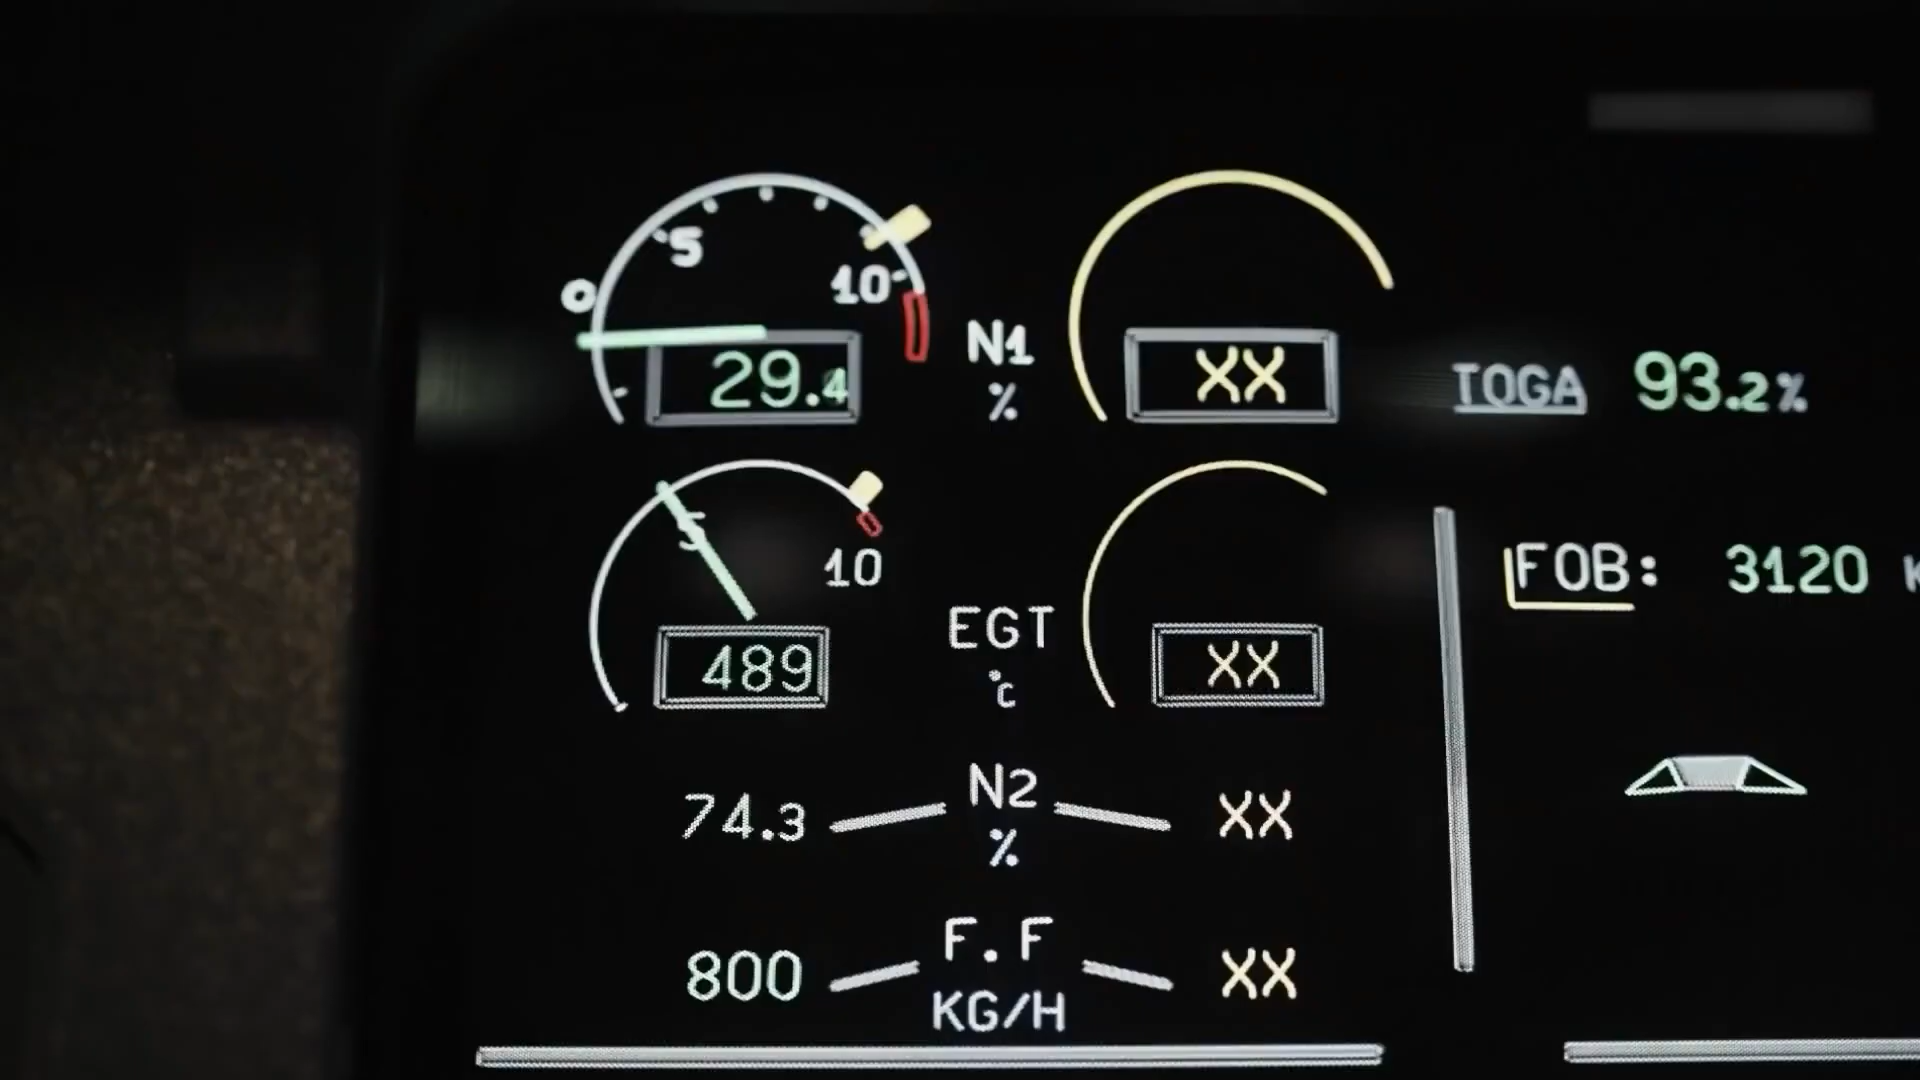 0 5 10
29.4 N1 % XX TOGA 93.2%
5 10
489 EGT °C XX FOB: 3120
74.3 N2 % XX
800 F.F KG/H XX